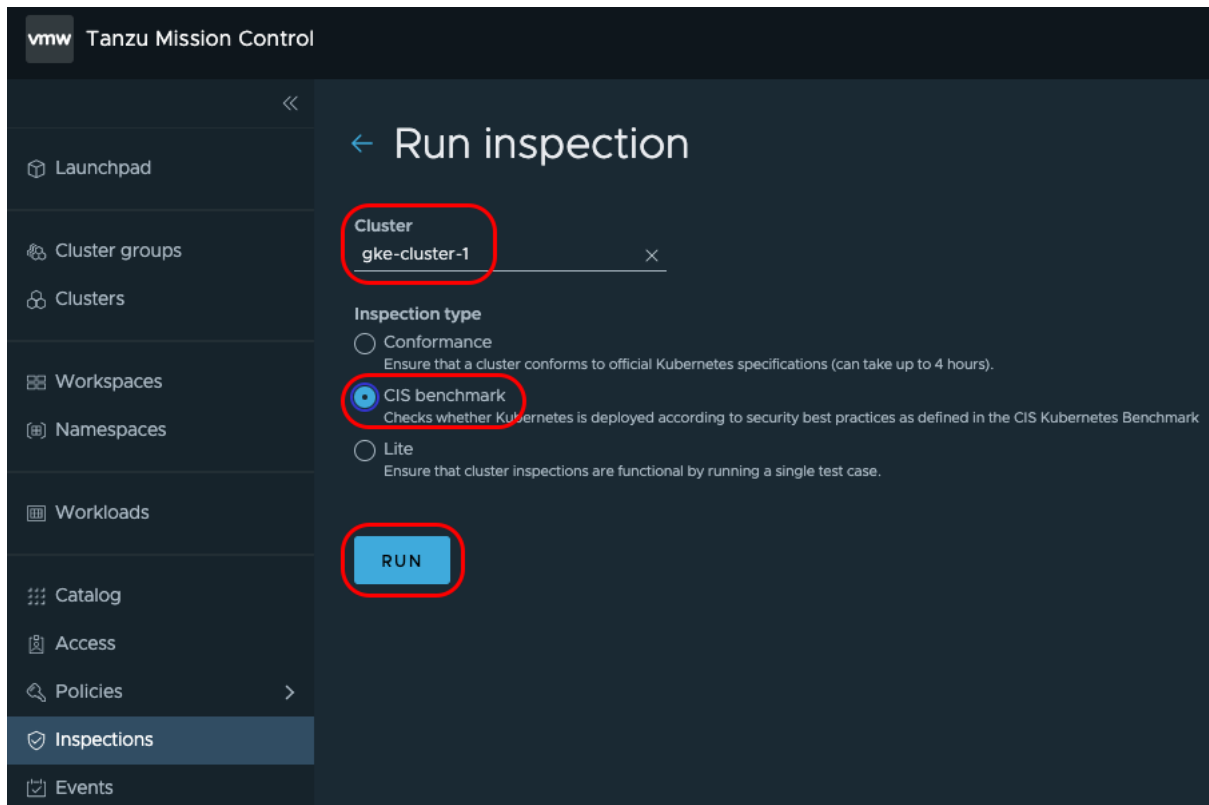 vmw Tanzu Mission Control
Launchpad
Cluster groups
Clusters
Workspaces
Namespaces
Workloads
Catalog
Access
Policies
Inspections
Events
Run inspection
Cluster
gke-cluster-1
Inspection type
Conformance
Ensure that a cluster conforms to official Kubernetes specifications (can take up to 4 hours).
CIS benchmark
Checks whether Kubernetes is deployed according to security best practices as defined in the CIS Kubernetes Benchmark
Lite
Ensure that cluster inspections are functional by running a single test case.
RUN